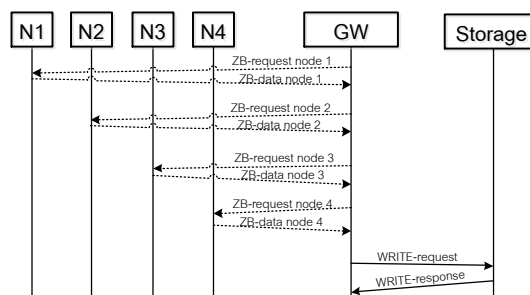 N1 N2 N3 N4 GW Storage
ZB-request node 1
ZB-data node 1
ZB-request node 2
ZB-data node 2
ZB-request node 3
ZB-data node 3
ZB-request node 4
ZB-data node 4
WRITE-request
WRITE-response